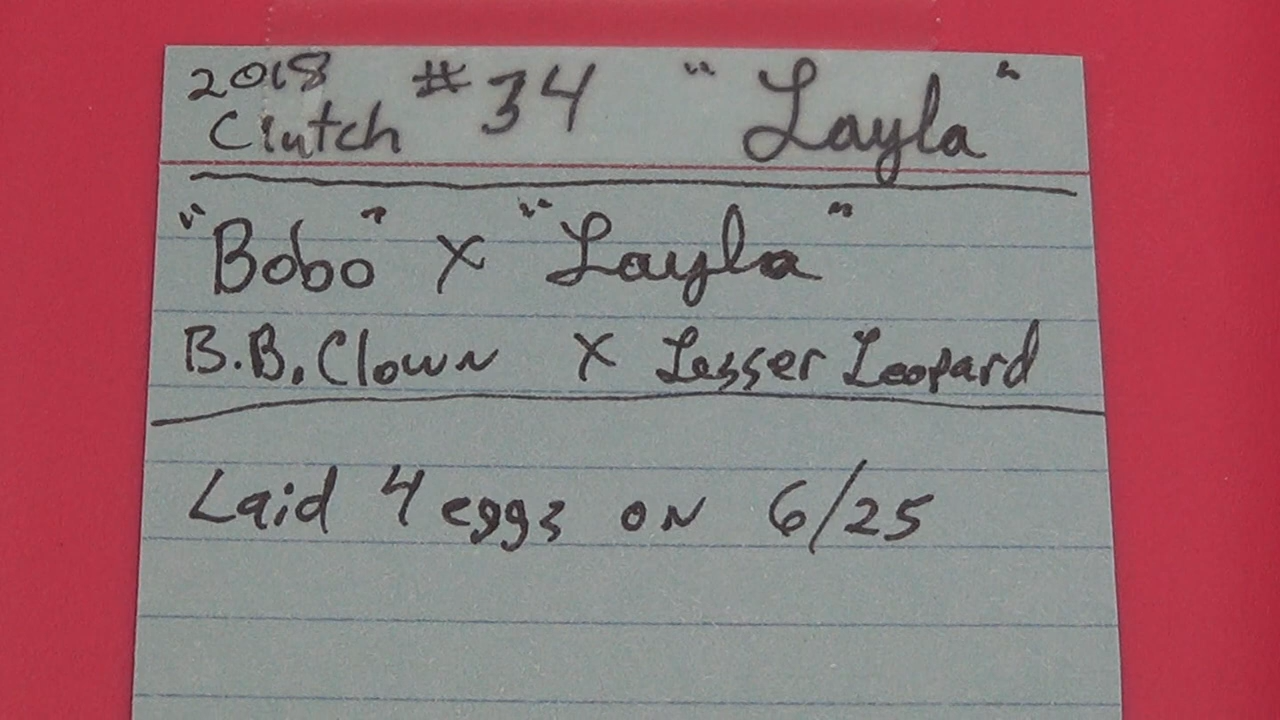 2018
Clutch #34 "Layla"
"Bobo" X "Layla"
B.B. Clown X Lesser Leopard
Laid 4 eggs on 6/25